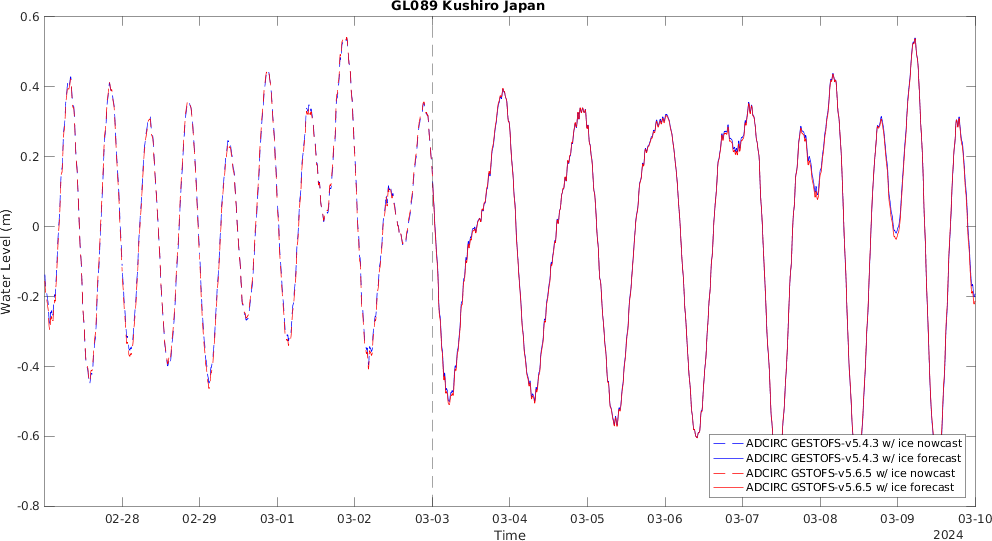 GL089 Kushiro Japan
0.6
0.4
0.2
0
-0.2
-0.4
-0.6
-0.8
Water Level (m)
ADCIRC GESTOFS-v5.4.3 w/ ice nowcast
ADCIRC GESTOFS-v5.4.3 w/ ice forecast
ADCIRC GSTOFS-v5.6.5 w/ ice nowcast
ADCIRC GSTOFS-v5.6.5 w/ ice forecast
02-28 02-29 03-01 03-02 03-03 03-04 03-05 03-06 03-07 03-08 03-09 03-10
Time
2024